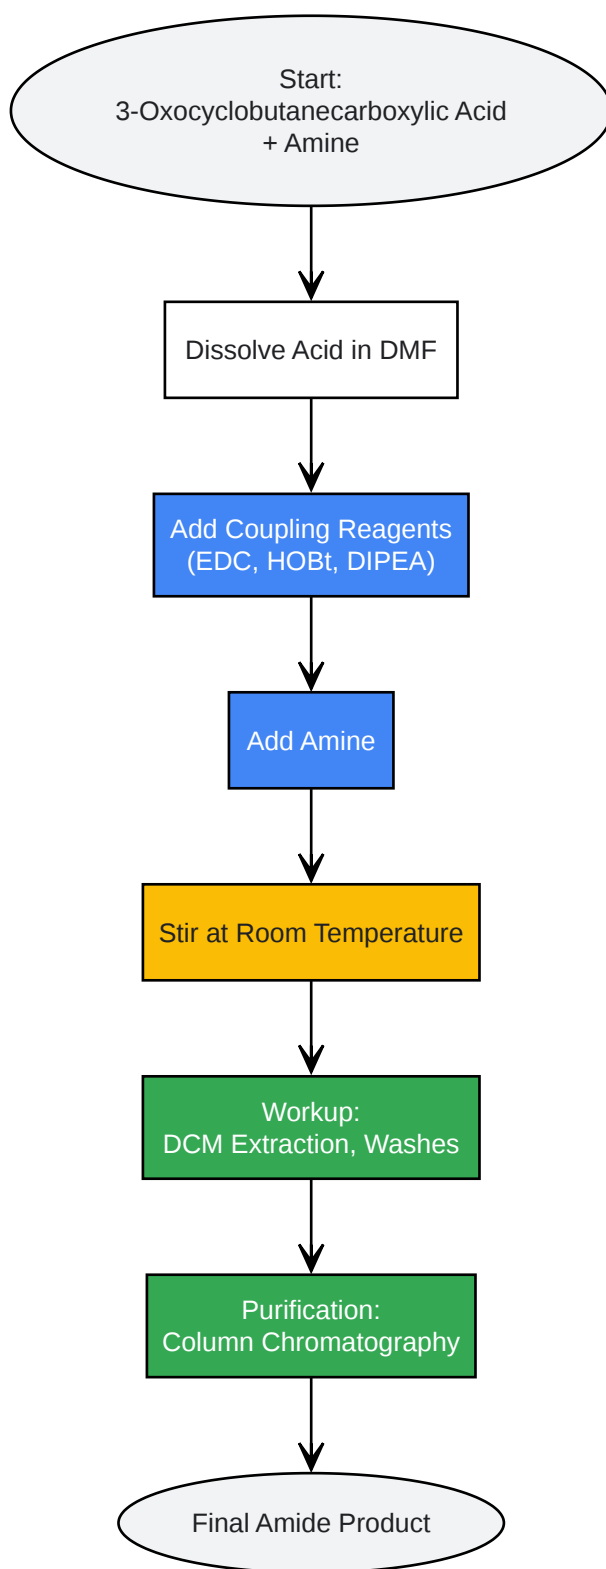 Start:
3-Oxocyclobutanecarboxylic Acid
+ Amine
Dissolve Acid in DMF
Add Coupling Reagents
(EDC, HOBt, DIPEA)
Add Amine
Stir at Room Temperature
Workup:
DCM Extraction, Washes
Purification:
Column Chromatography
Final Amide Product